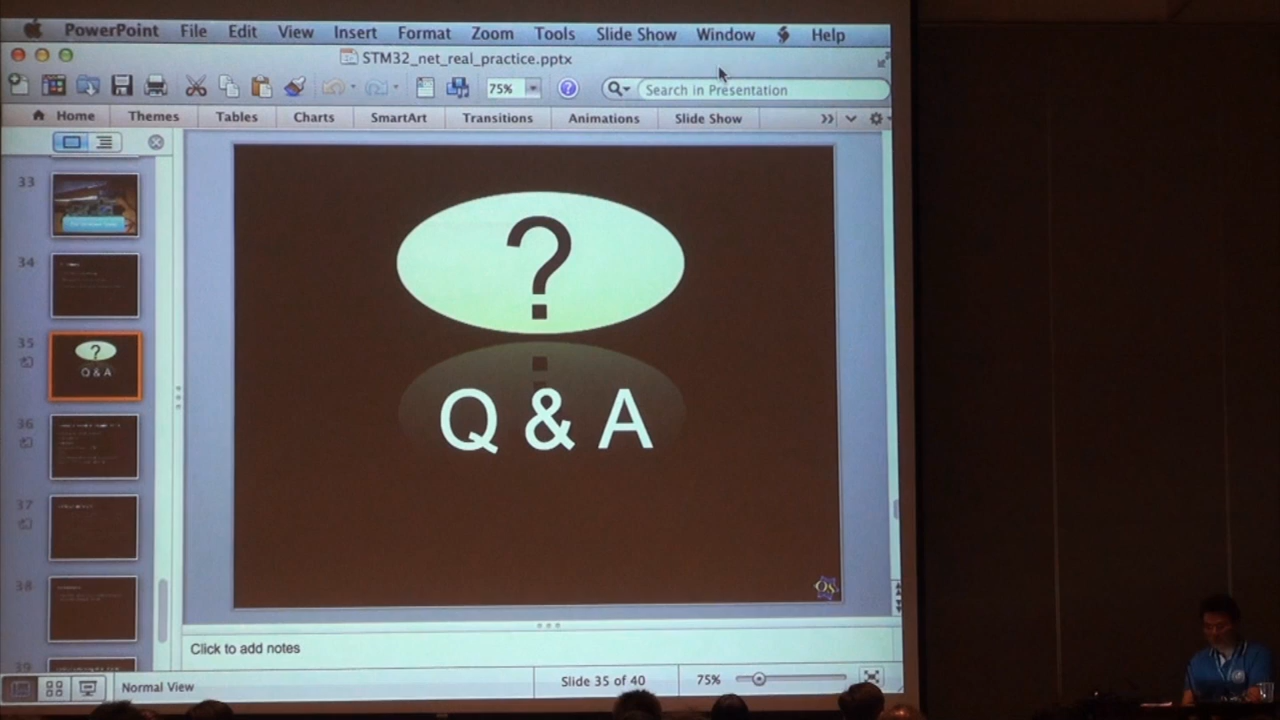 PowerPoint File Edit View Insert Format Zoom Tools Slide Show Window Help
STM32_net_real_practice.pptx
75% Search in Presentation
Home Themes Tables Charts SmartArt Transitions Animations Slide Show
33
34
35
? Q & A
36
37
38
39
?
Q & A
Os
Click to add notes
Normal View Slide 35 of 40 75%